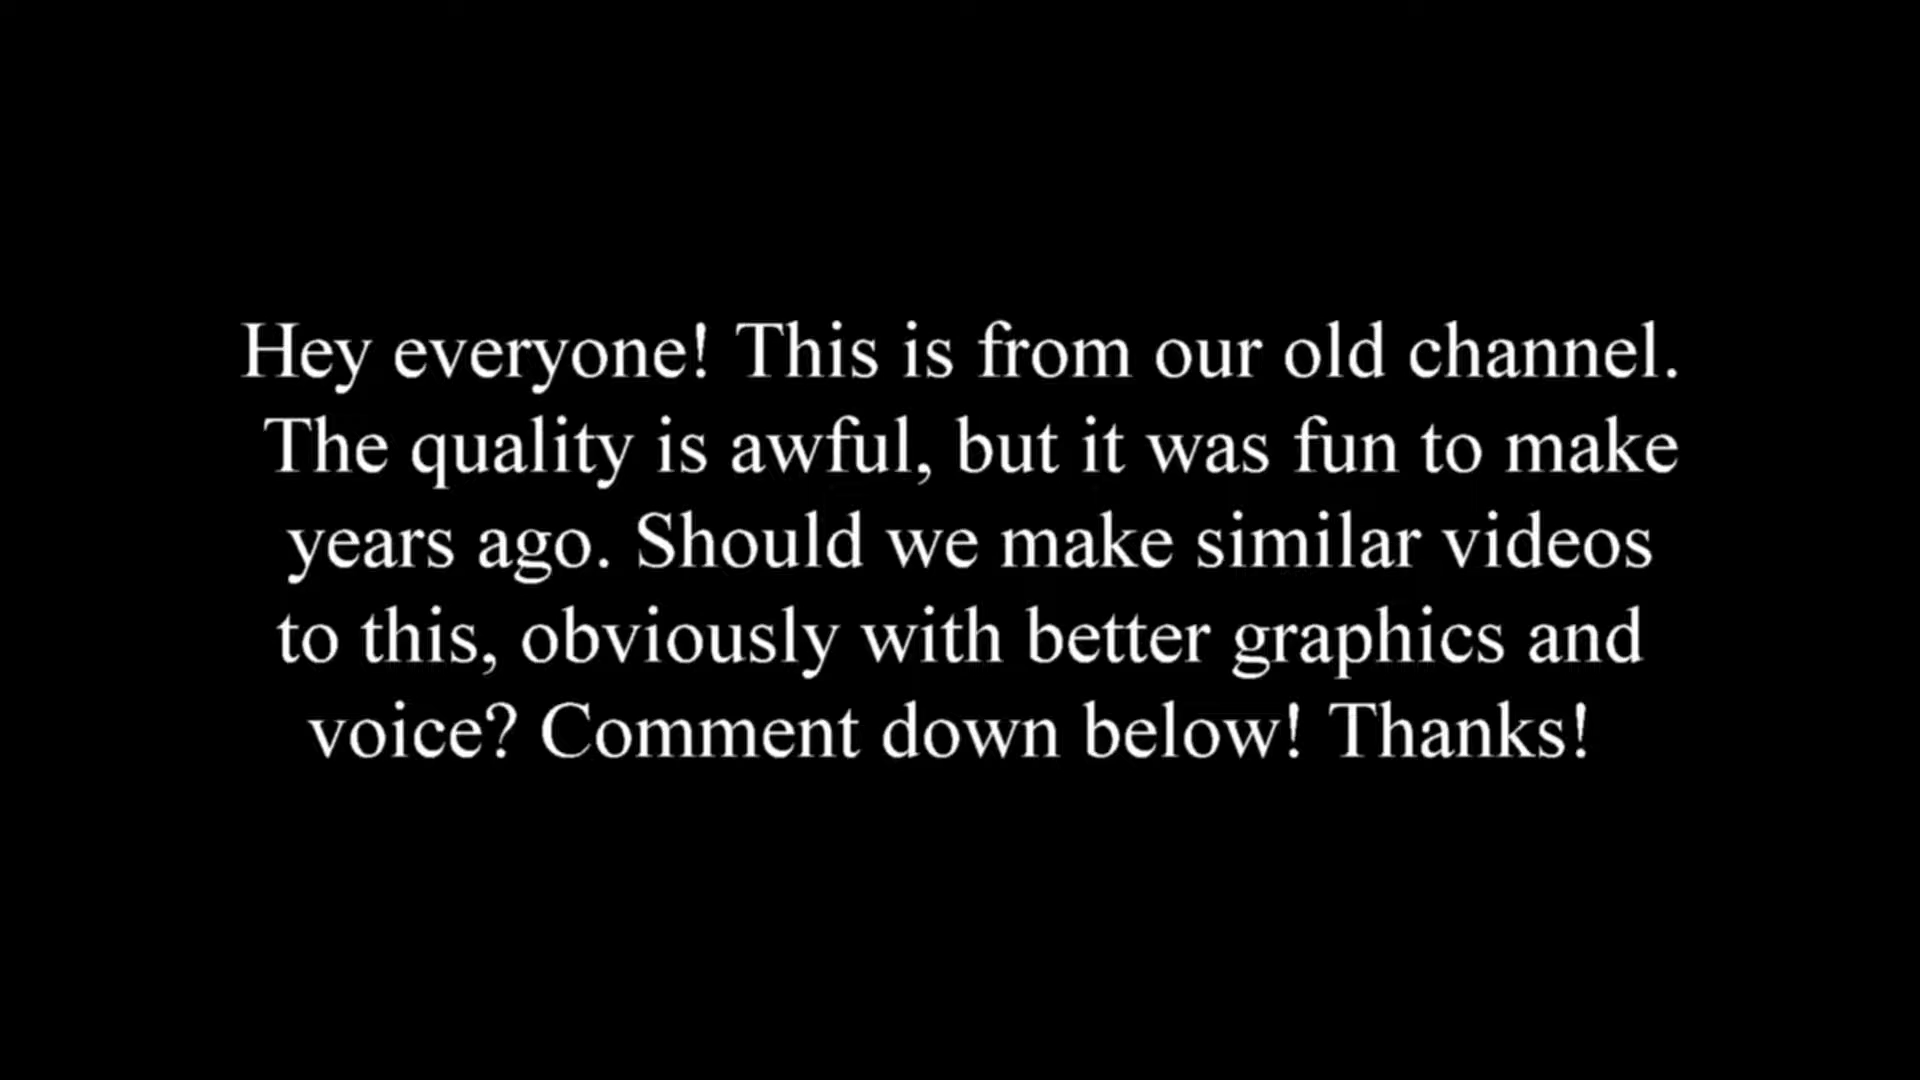 Hey everyone! This is from our old channel.
The quality is awful, but it was fun to make
years ago. Should we make similar videos
to this, obviously with better graphics and
voice? Comment down below! Thanks!